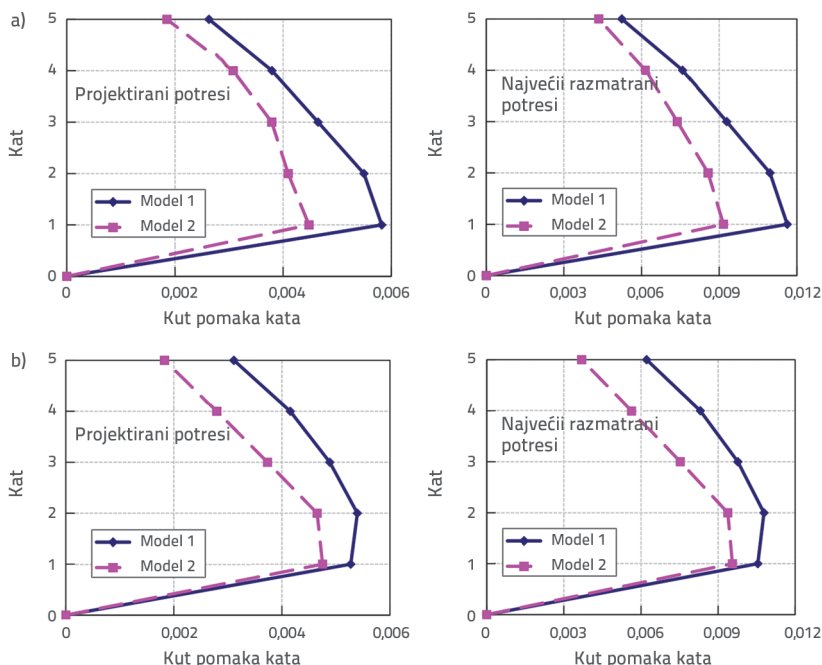 a)
5
4
3
2
1
0
Kat
Projektirani potresi
Model 1
Model 2
0
0,002
0,004
0,006
Kut pomaka kata
5
4
3
2
1
0
Kat
Najvećii razmatrani
potresi
Model 1
Model 2
0
0,003
0,006
0,009
0,012
Kut pomaka kata
b)
5
4
3
2
1
0
Kat
Projektirani potresi
Model 1
Model 2
0
0,002
0,004
0,006
Kut pomaka kata
5
4
3
2
1
0
Kat
Najvećii razmatrani
potresi
Model 1
Model 2
0
0,003
0,006
0,009
0,012
Kut pomaka kata